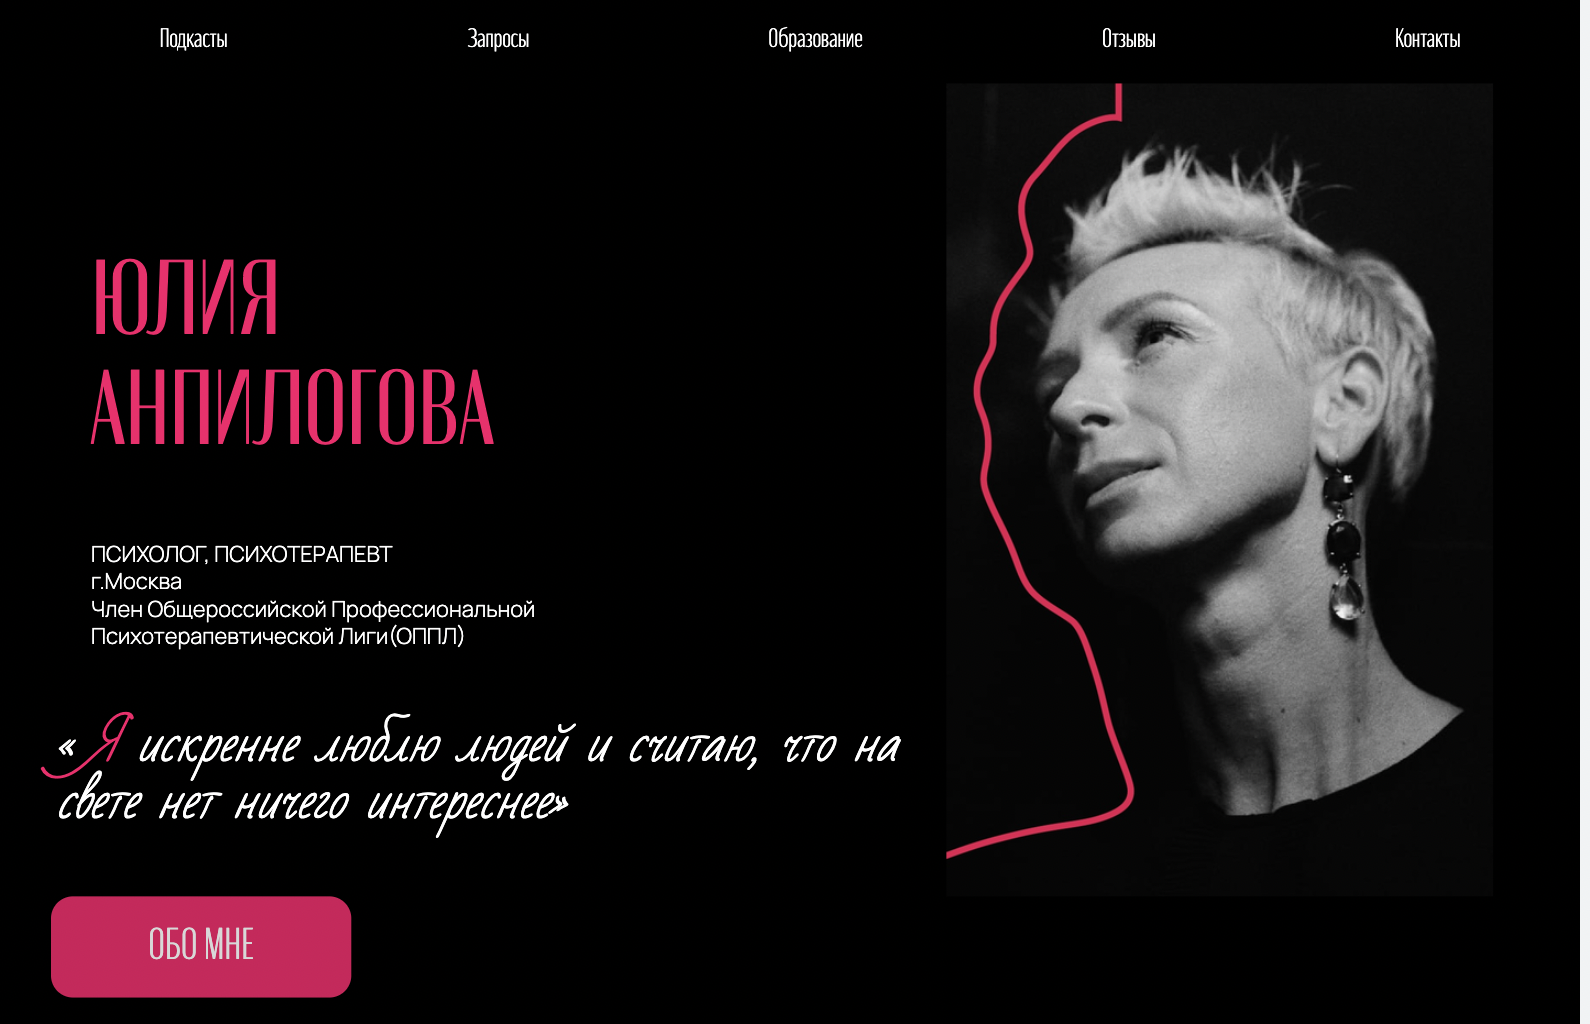 Подкасты Запросы Образование Отзывы Контакты
ЮЛИЯ
АНПИЛОГОВА
ПСИХОЛОГ, ПСИХОТЕРАПЕВТ
г.Москва
Член Общероссийской Профессиональной
Психотерапевтической Лиги(ОППЛ)
« Я искренне люблю людей и считаю, что на
свете нет ничего интереснее»
ОБО МНЕ